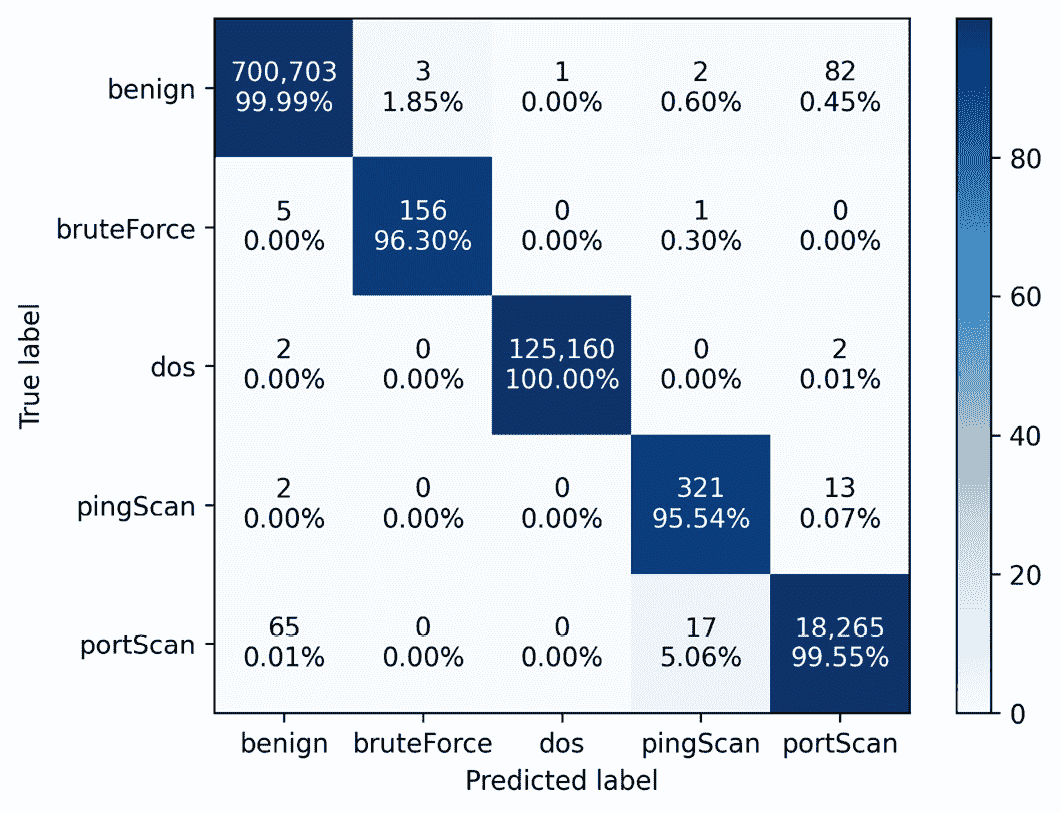 benign
700,703 3 1 2 82
99.99% 1.85% 0.00% 0.60% 0.45%
80
bruteForce
5 156 0 1 0
0.00% 96.30% 0.00% 0.30% 0.00%
60
True label
dos
2 0 125,160 0 2
0.00% 0.00% 100.00% 0.00% 0.01%
40
pingScan
2 0 0 321 13
0.00% 0.00% 0.00% 95.54% 0.07%
20
portScan
65 0 0 17 18,265
0.01% 0.00% 0.00% 5.06% 99.55%
0
benign bruteForce dos pingScan portScan
Predicted label